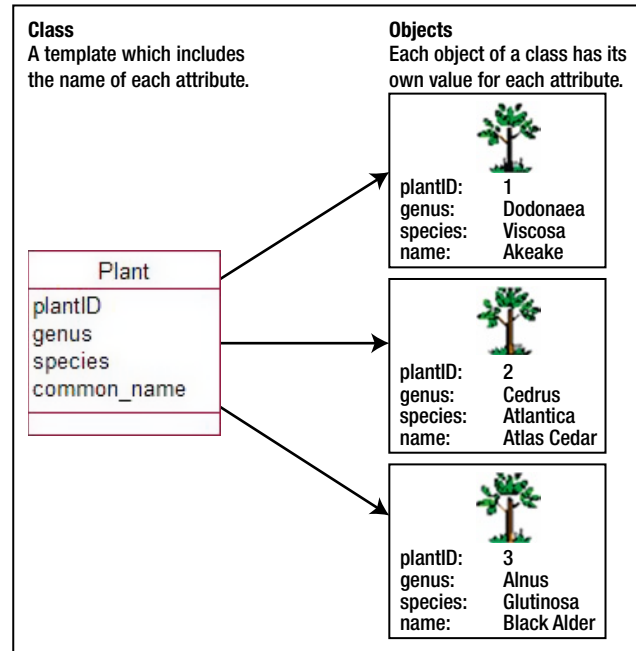 Class
A template which includes
the name of each attribute.
Objects
Each object of a class has its
own value for each attribute.
Plant
plantID
genus
species
common_name
plantID: 1
genus: Dodonaea
species: Viscosa
name: Akeake
plantID: 2
genus: Cedrus
species: Atlantica
name: Atlas Cedar
plantID: 3
genus: Alnus
species: Glutinosa
name: Black Alder